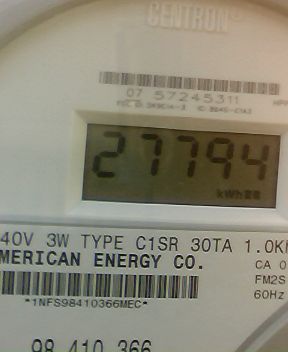 CENTRON
07 57245311
27794
kWh
40V 3W TYPE C1SR 30TA 1.0K
MERICAN ENERGY CO.
CA 0
FM2S
60Hz
*1NFS98410366MEC*
98 410 366